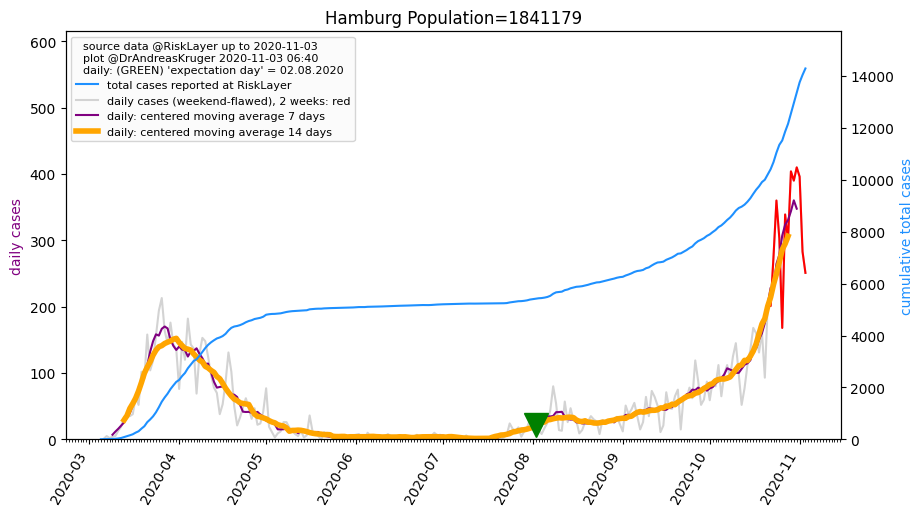 Hamburg Population=1841179
source data @RiskLayer up to 2020-11-03
plot @DrAndreasKruger 2020-11-03 06:40
daily: (GREEN) 'expectation day' = 02.08.2020
total cases reported at RiskLayer
daily cases (weekend-flawed), 2 weeks: red
daily: centered moving average 7 days
daily: centered moving average 14 days
daily cases
600
500
400
300
200
100
0
cumulative total cases
14000
12000
10000
8000
6000
4000
2000
0
2020-03
2020-04
2020-05
2020-06
2020-07
2020-08
2020-09
2020-10
2020-11